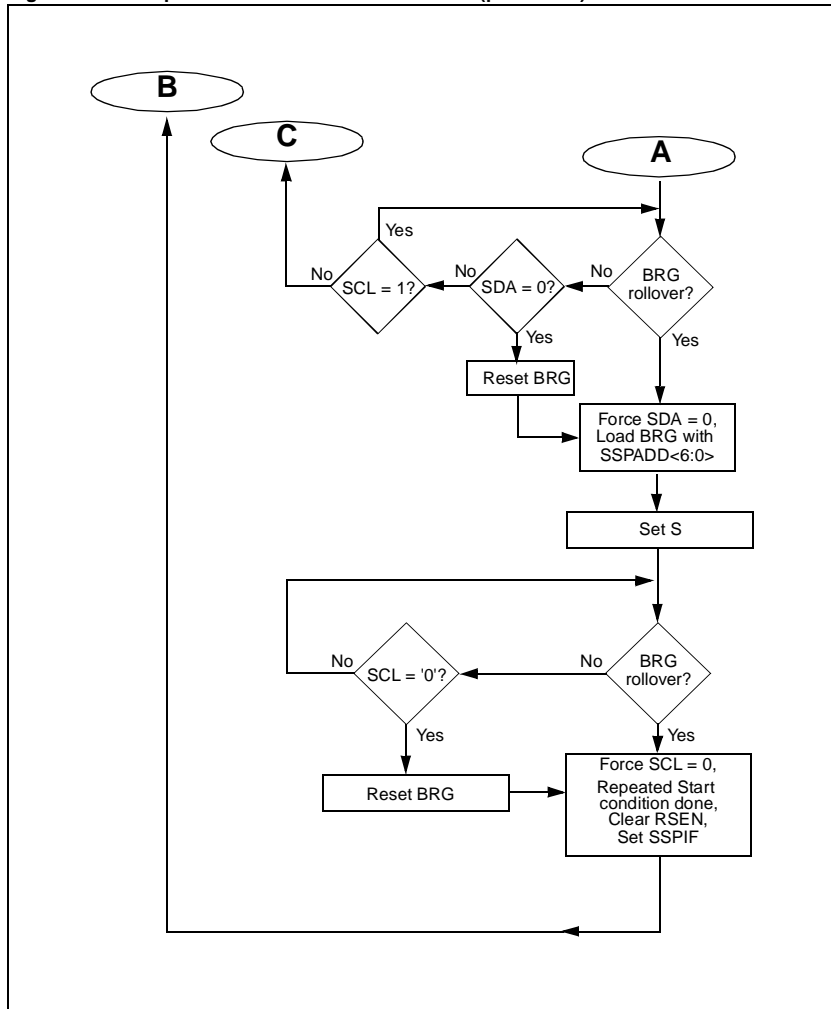 B
C
A
Yes
No
SCL = 1?
No
SDA = 0?
No
BRG
rollover?
Yes
Yes
Reset BRG
Force SDA = 0,
Load BRG with
SSPADD<6:0>
Set S
No
SCL = '0'?
No
BRG
rollover?
Yes
Yes
Reset BRG
Force SCL = 0,
Repeated Start
condition done,
Clear RSEN,
Set SSPIF